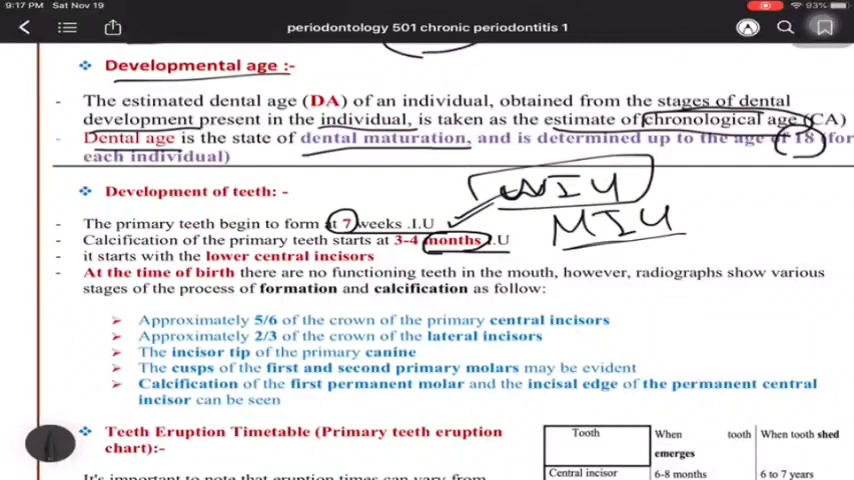 9:17 PM Sat Nov 19
93%
periodontology 501 chronic periodontitis 1
Developmental age :-
- The estimated dental age (DA) of an individual, obtained from the stages of dental
development present in the individual, is taken as the estimate of chronological age (CA)
- Dental age is the state of dental maturation, and is determined up to the age of 18 (for
each individual)
Development of teeth: -
WIU
- The primary teeth begin to form at 7 weeks .I.U
MIU
- Calcification of the primary teeth starts at 3-4 months I.U
- it starts with the lower central incisors
- At the time of birth there are no functioning teeth in the mouth, however, radiographs show various
stages of the process of formation and calcification as follow:
Approximately 5/6 of the crown of the primary central incisors
Approximately 2/3 of the crown of the lateral incisors
The incisor tip of the primary canine
The cusps of the first and second primary molars may be evident
Calcification of the first permanent molar and the incisal edge of the permanent central
incisor can be seen
Teeth Eruption Timetable (Primary teeth eruption
chart):-
Tooth When tooth emerges When tooth shed
Central incisor 6-8 months 6 to 7 years
It's important to note that eruption times can vary from